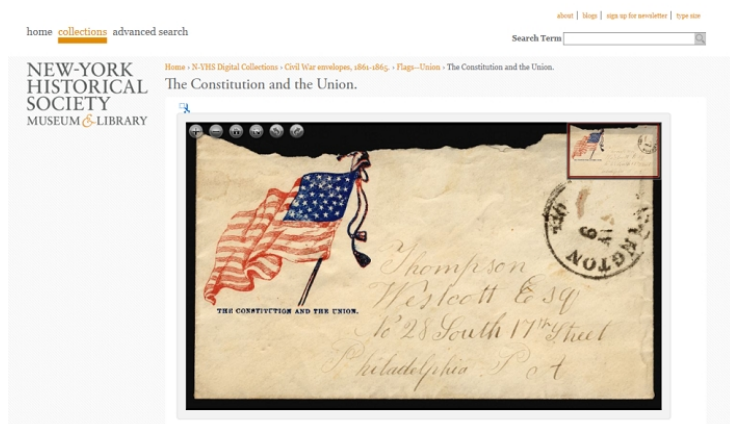 about | blogs | sign up for newsletter | type size
home collections advanced search
Search Term
NEW-YORK
HISTORICAL
SOCIETY
MUSEUM & LIBRARY
Home › N-YHS Digital Collections › Civil War envelopes, 1861-1865. › Flags--Union › The Constitution and the Union.
The Constitution and the Union.
THE CONSTITUTION AND THE UNION.
Thompson
Westcott Esq
No 28 South 17th Street
Philadelphia P A
INGTON
9